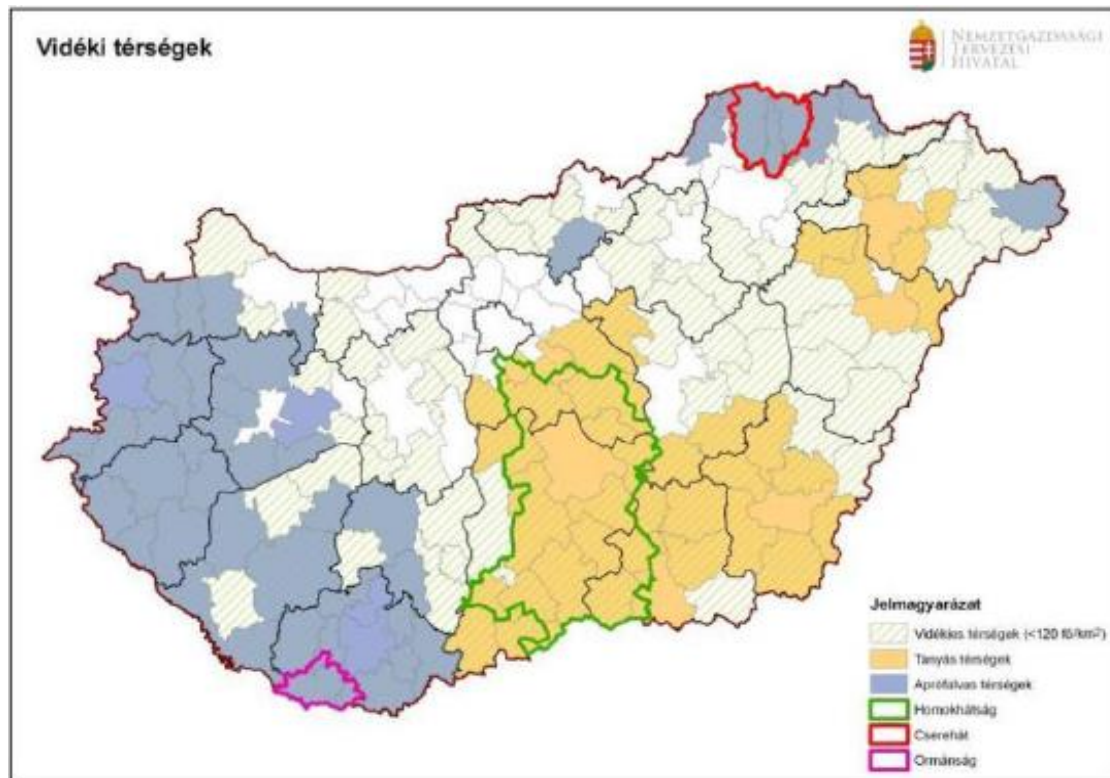 Vidéki térségek
NEMZETGAZDASÁGI
TERVEZÉSI
HIVATAL
Jelmagyarázat
Vidékies térségek (<120 fő/km²)
Tanyás térségek
Aprófalvas térségek
Homokhátság
Cserehát
Ormánság